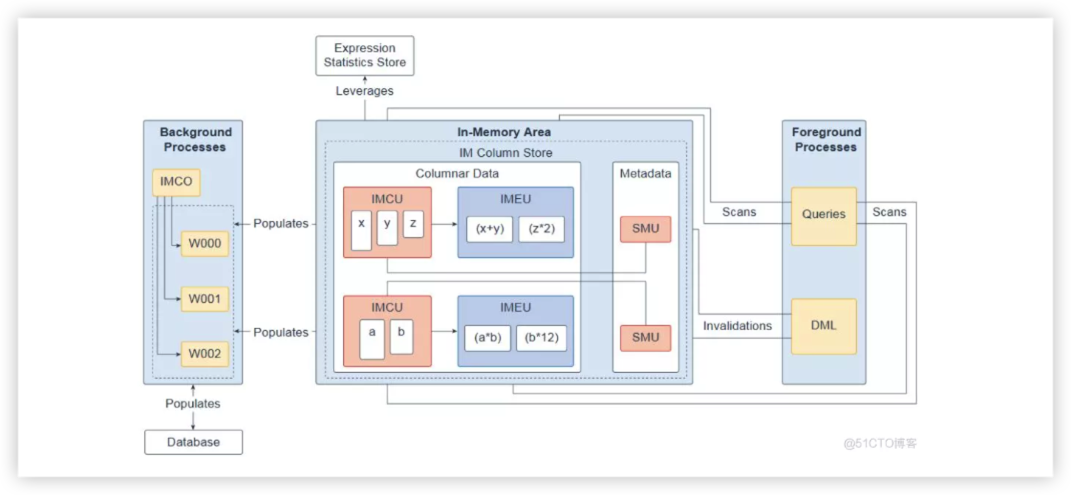 Expression
Statistics Store
Leverages
Background
Processes
IMCO
W000
W001
W002
Populates
Database
Populates
Populates
In-Memory Area
IM Column Store
Columnar Data
IMCU
x
y
z
IMEU
(x+y)
(z*2)
IMCU
a
b
IMEU
(a*b)
(b*12)
Metadada
SMU
SMU
Scans
Invalidations
Foreground
Processes
Queries
DML
Scans
@51CTO博客